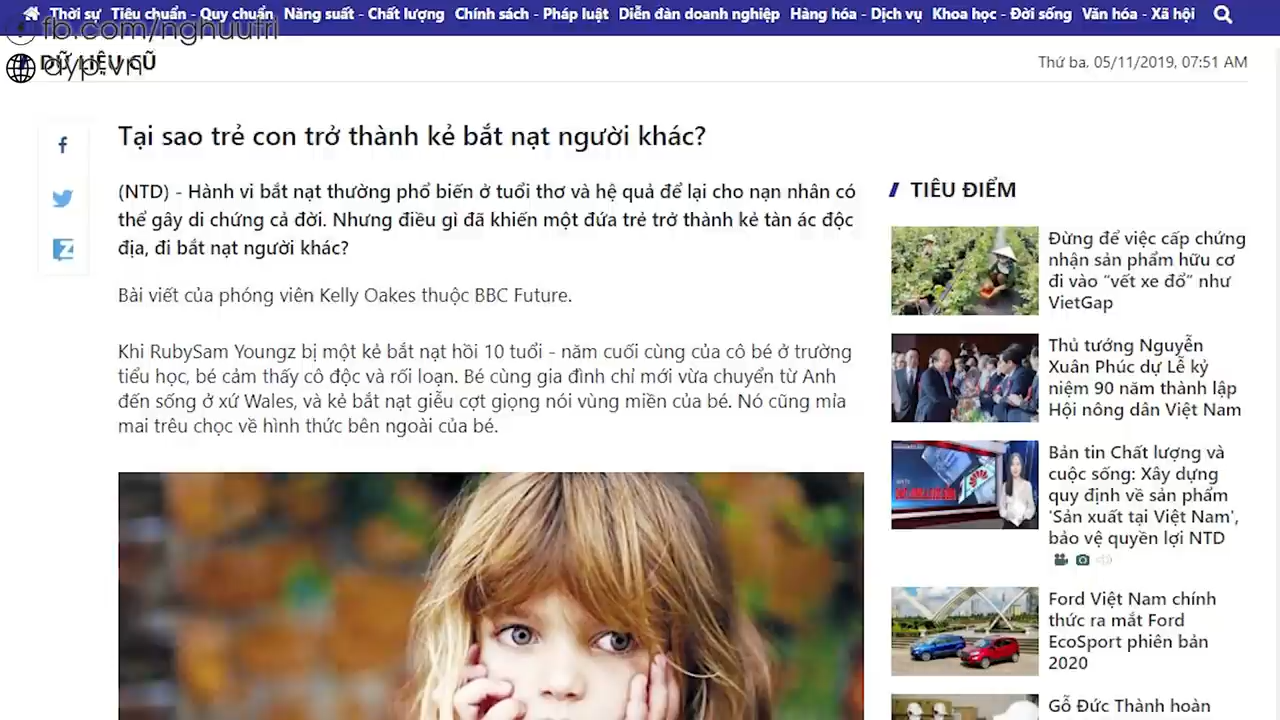 Thời sự Tiêu chuẩn - Quy chuẩn Năng suất - Chất lượng Chính sách - Pháp luật Diễn đàn doanh nghiệp Hàng hóa - Dịch vụ Khoa học - Đời sống Văn hóa - Xã hội
fb.com/nghuutri
DỮ LIỆU CŨ
dyp.vn
Thứ ba, 05/11/2019, 07:51 AM
Tại sao trẻ con trở thành kẻ bắt nạt người khác?
(NTD) - Hành vi bắt nạt thường phổ biến ở tuổi thơ và hệ quả để lại cho nạn nhân có
thể gây di chứng cả đời. Nhưng điều gì đã khiến một đứa trẻ trở thành kẻ tàn ác độc
địa, đi bắt nạt người khác?
Bài viết của phóng viên Kelly Oakes thuộc BBC Future.
Khi RubySam Youngz bị một kẻ bắt nạt hồi 10 tuổi - năm cuối cùng của cô bé ở trường
tiểu học, bé cảm thấy cô độc và rối loạn. Bé cùng gia đình chỉ mới vừa chuyển từ Anh
đến sống ở xứ Wales, và kẻ bắt nạt giễu cợt giọng nói vùng miền của bé. Nó cũng mỉa
mai trêu chọc về hình thức bên ngoài của bé.
TIÊU ĐIỂM
Đừng để việc cấp chứng
nhận sản phẩm hữu cơ
đi vào “vết xe đổ” như
VietGap
Thủ tướng Nguyễn
Xuân Phúc dự Lễ kỷ
niệm 90 năm thành lập
Hội nông dân Việt Nam
Bản tin Chất lượng và
cuộc sống: Xây dựng
quy định về sản phẩm
'Sản xuất tại Việt Nam',
bảo vệ quyền lợi NTD
Ford Việt Nam chính
thức ra mắt Ford
EcoSport phiên bản
2020
Gỗ Đức Thành hoàn